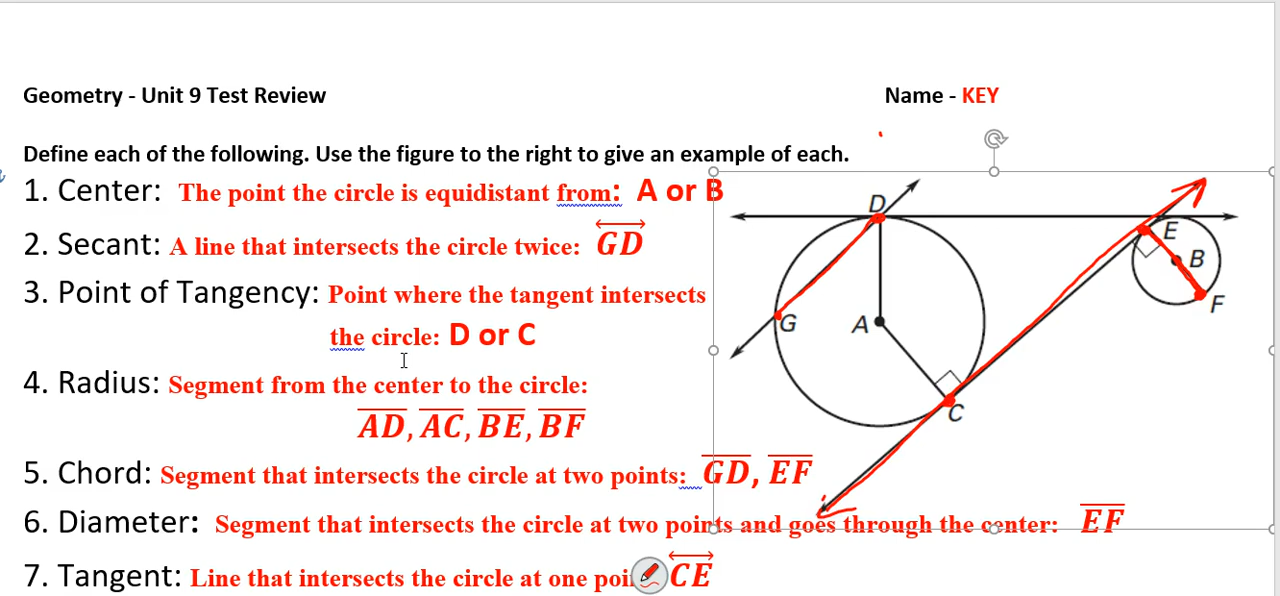 Geometry - Unit 9 Test Review Name - KEY
Define each of the following. Use the figure to the right to give an example of each.
1. Center: The point the circle is equidistant from: A or B
2. Secant: A line that intersects the circle twice: GD
3. Point of Tangency: Point where the tangent intersects
the circle: D or C
4. Radius: Segment from the center to the circle:
AD, AC, BE, BF
5. Chord: Segment that intersects the circle at two points: GD, EF
6. Diameter: Segment that intersects the circle at two points and goes through the center: EF
7. Tangent: Line that intersects the circle at one CE
D
E
B
F
G
A
C